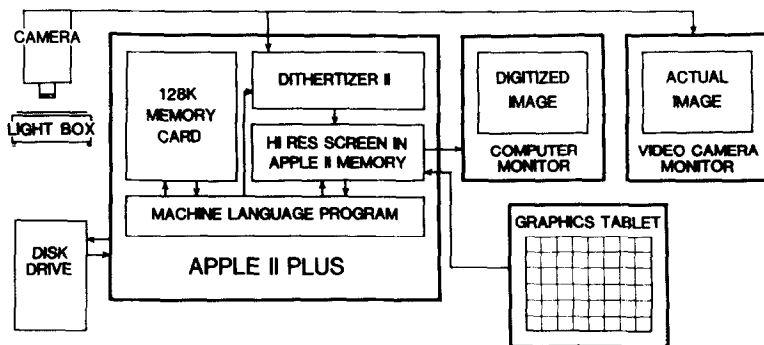 CAMERA
LIGHT BOX
DISK
DRIVE
128K
MEMORY
CARD
DITHERTIZER II
HI RES SCREEN IN
APPLE II MEMORY
MACHINE LANGUAGE PROGRAM
APPLE II PLUS
DIGITIZED
IMAGE
COMPUTER
MONITOR
ACTUAL
IMAGE
VIDEO CAMERA
MONITOR
GRAPHICS TABLET